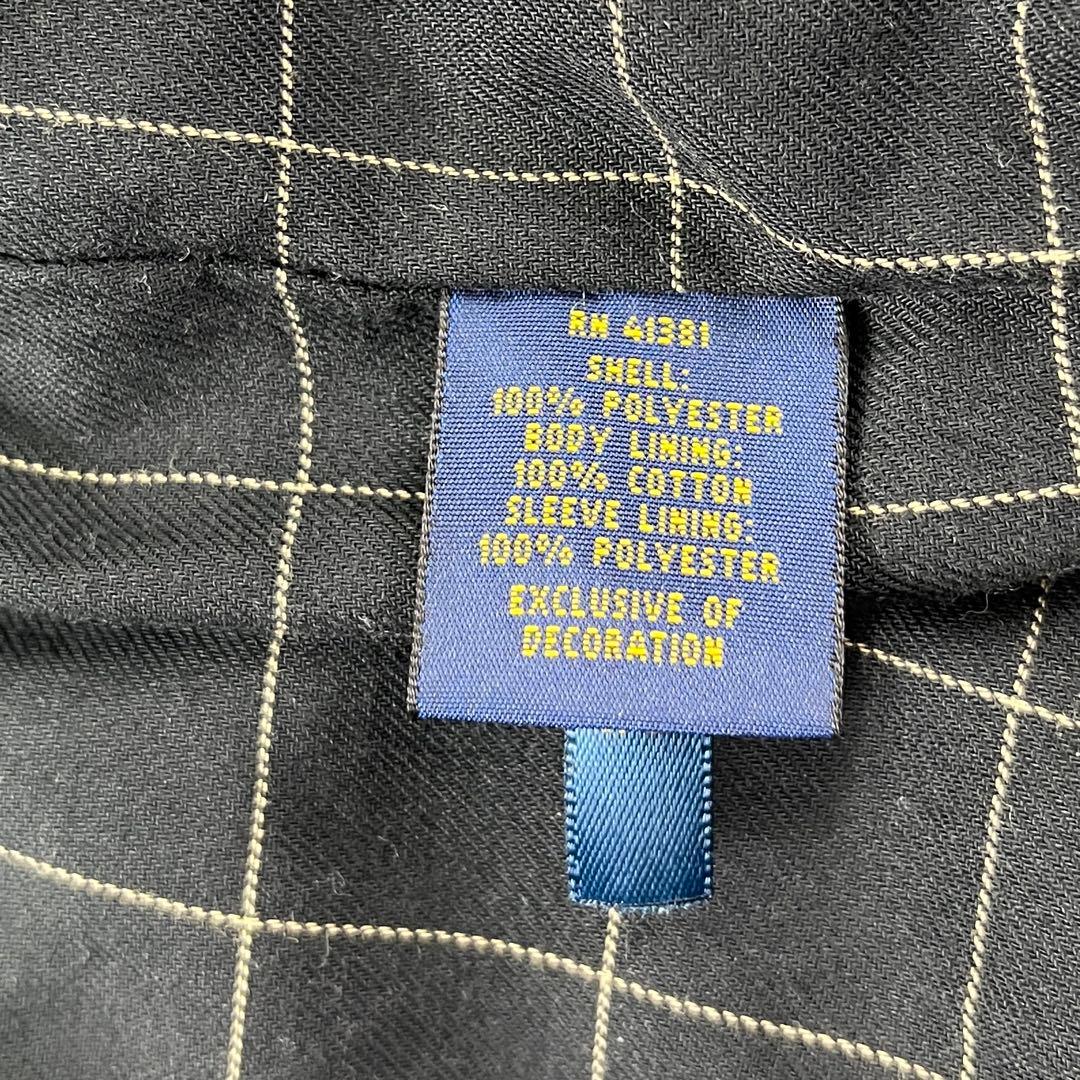 RN 41381
SHELL:
100% POLYESTER
BODY LINING:
100% COTTON
SLEEVE LINING:
100% POLYESTER
EXCLUSIVE OF
DECORATION